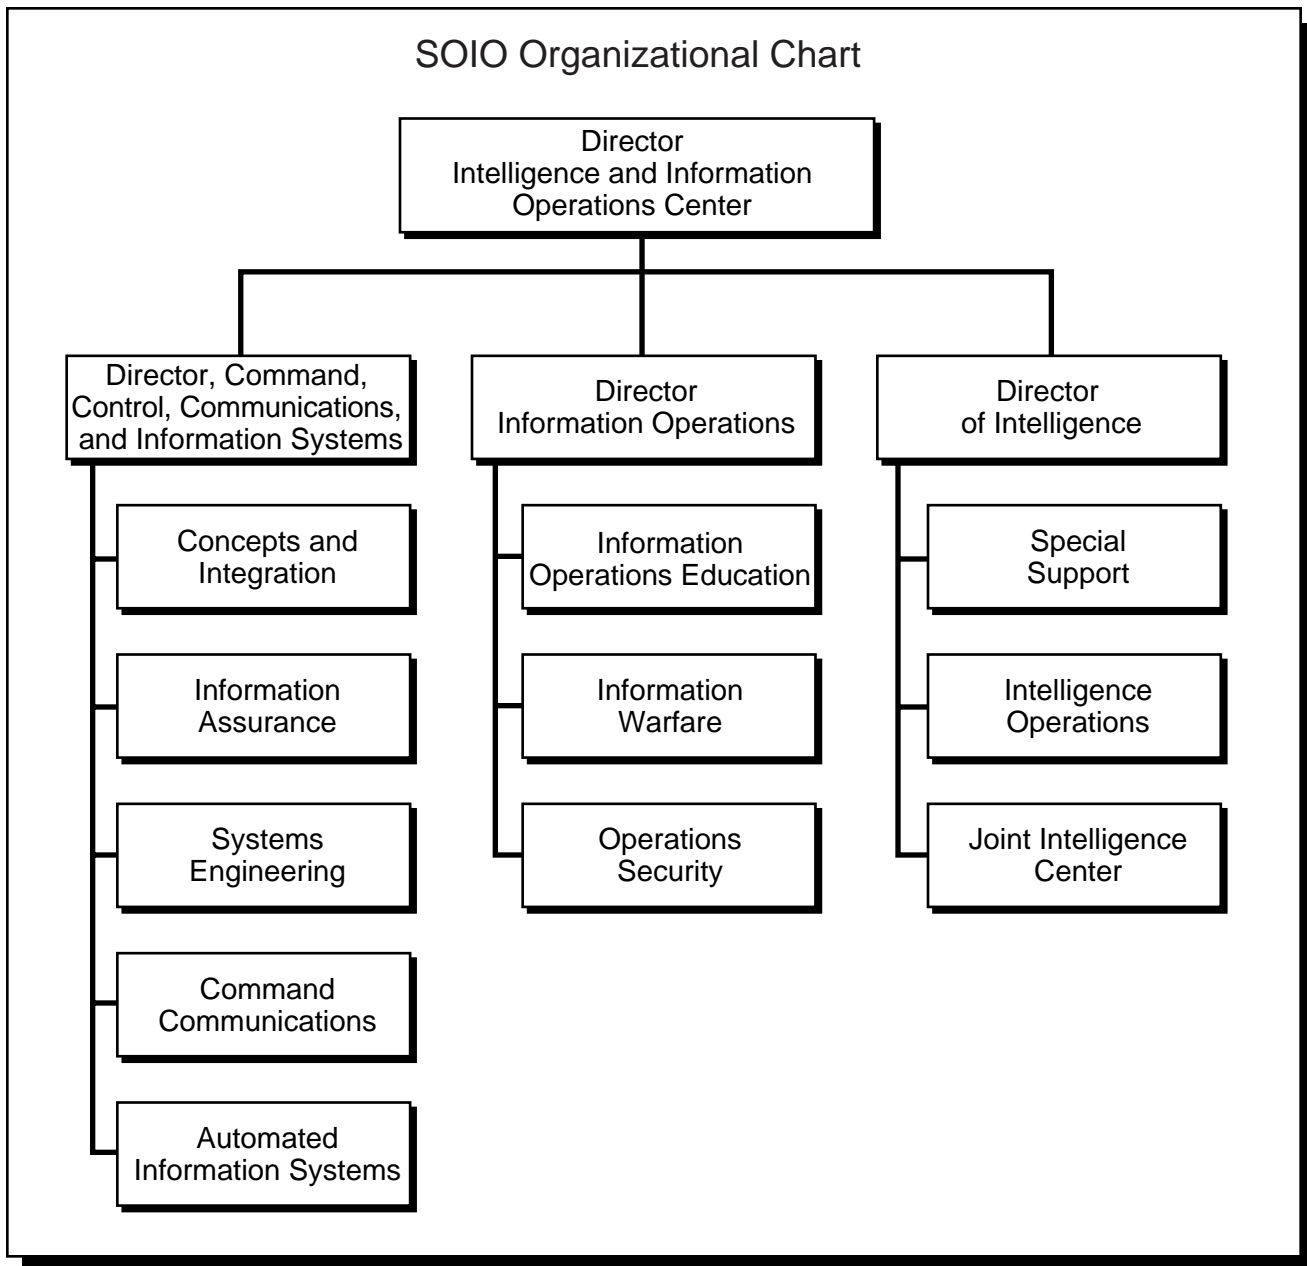 SOIO Organizational Chart
Director
Intelligence and Information
Operations Center
Director, Command,
Control, Communications,
and Information Systems
Concepts and
Integration
Information
Assurance
Systems
Engineering
Command
Communications
Automated
Information Systems
Director
Information Operations
Information
Operations Education
Information
Warfare
Operations
Security
Director
of Intelligence
Special
Support
Intelligence
Operations
Joint Intelligence
Center